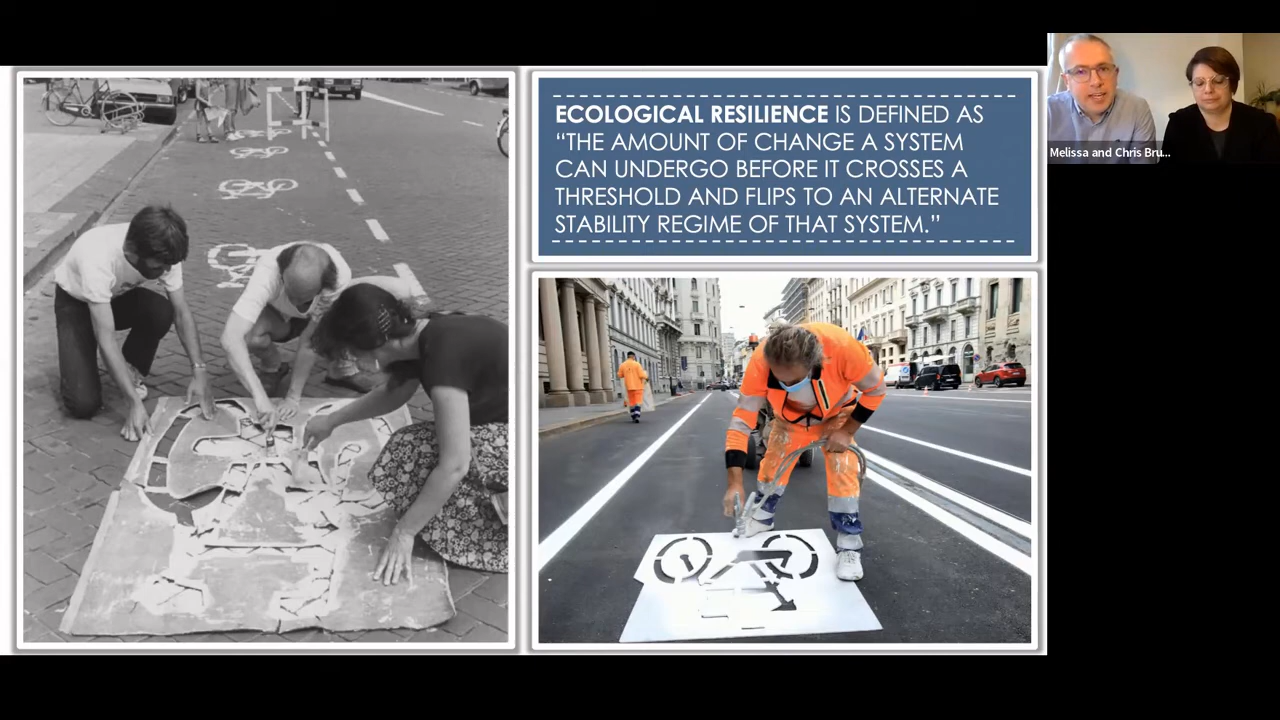 ECOLOGICAL RESILIENCE IS DEFINED AS
“THE AMOUNT OF CHANGE A SYSTEM
CAN UNDERGO BEFORE IT CROSSES A
THRESHOLD AND FLIPS TO AN ALTERNATE
STABILITY REGIME OF THAT SYSTEM.”
Melissa and Chris Bru...